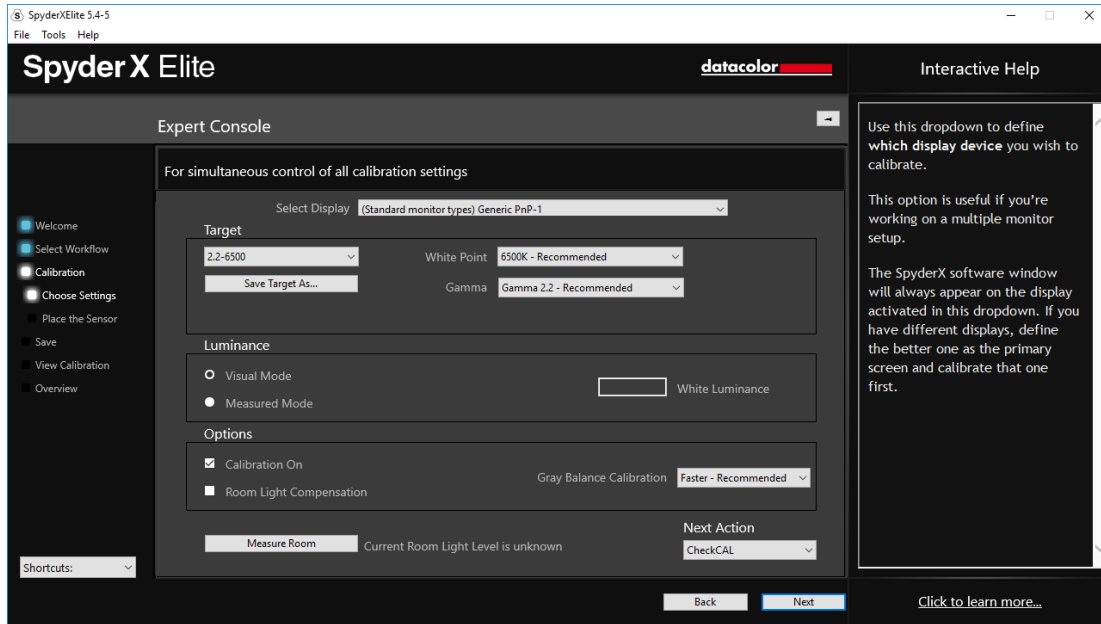 SpyderXElite 5.4-5
File Tools Help
Spyder X Elite
datacolor
Interactive Help
Expert Console
For simultaneous control of all calibration settings
Select Display (Standard monitor types) Generic PnP-1
Welcome
Select Workflow
Calibration
Choose Settings
Place the Sensor
Save
View Calibration
Overview
Shortcuts:
Target
2.2-6500
White Point 6500K - Recommended
Save Target As...
Gamma Gamma 2.2 - Recommended
Luminance
Visual Mode
Measured Mode
White Luminance
Options
Calibration On
Room Light Compensation
Gray Balance Calibration Faster - Recommended
Measure Room Current Room Light Level is unknown
Next Action
CheckCAL
Back Next
Use this dropdown to define
which display device you wish to
calibrate.
This option is useful if you're
working on a multiple monitor
setup.
The SpyderX software window
will always appear on the display
activated in this dropdown. If you
have different displays, define
the better one as the primary
screen and calibrate that one
first.
Click to learn more...